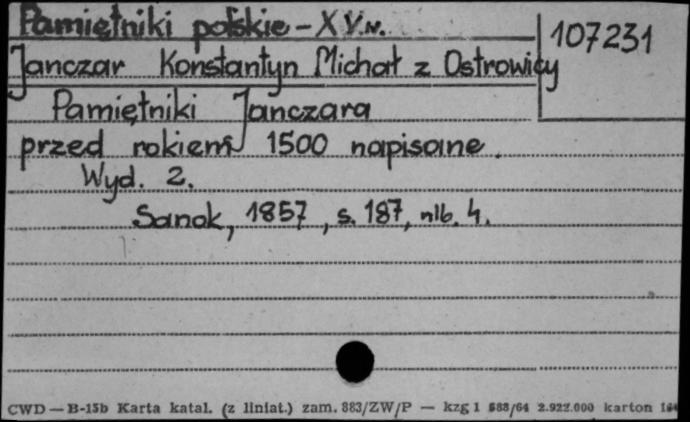 Pamiętniki polskie - XV w.
107231
Janczar Konstantyn Michał z Ostrowicy
Pamiętniki Janczara
przed rokiem 1500 napisane.
Wyd. 2.
Sanok, 1857, s. 187, nlb. 4.
CWD — B-15b Karta katal. (z liniat.) zam. 883/ZW/P — kzg 1 588/64 2.922.000 karton